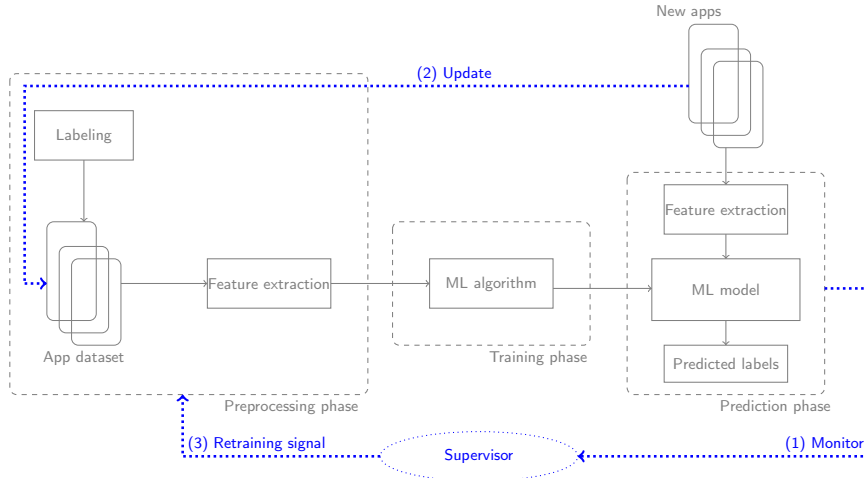 New apps
(2) Update
Labeling
Feature extraction
Feature extraction
ML algorithm
ML model
App dataset
Training phase
Predicted labels
Preprocessing phase
Prediction phase
(3) Retraining signal
Supervisor
(1) Monitor